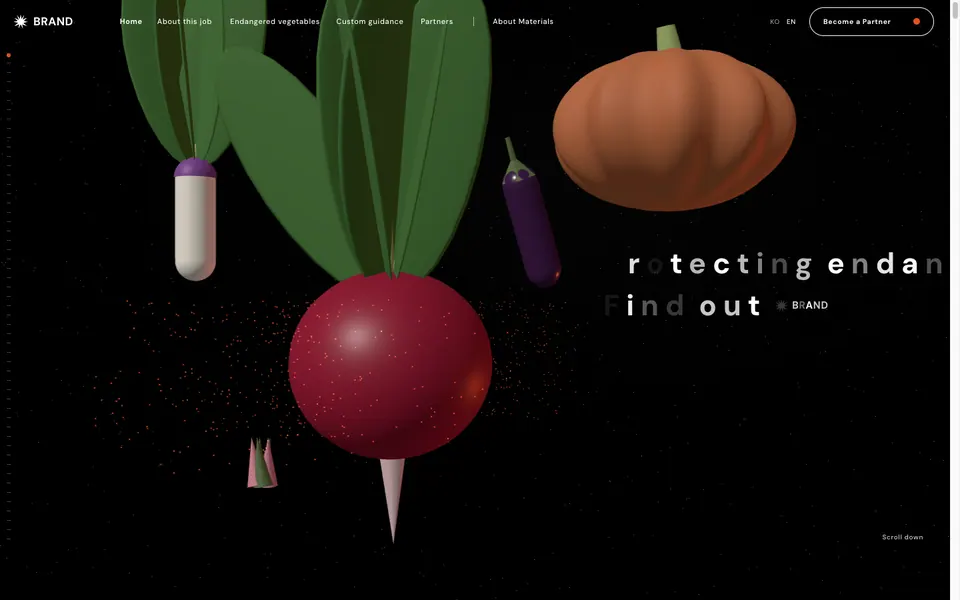 BRAND
Home
About this job
Endangered vegetables
Custom guidance
Partners
About Materials
KO
EN
Become a Partner
rotecting endan
Find out BRAND
Scroll down